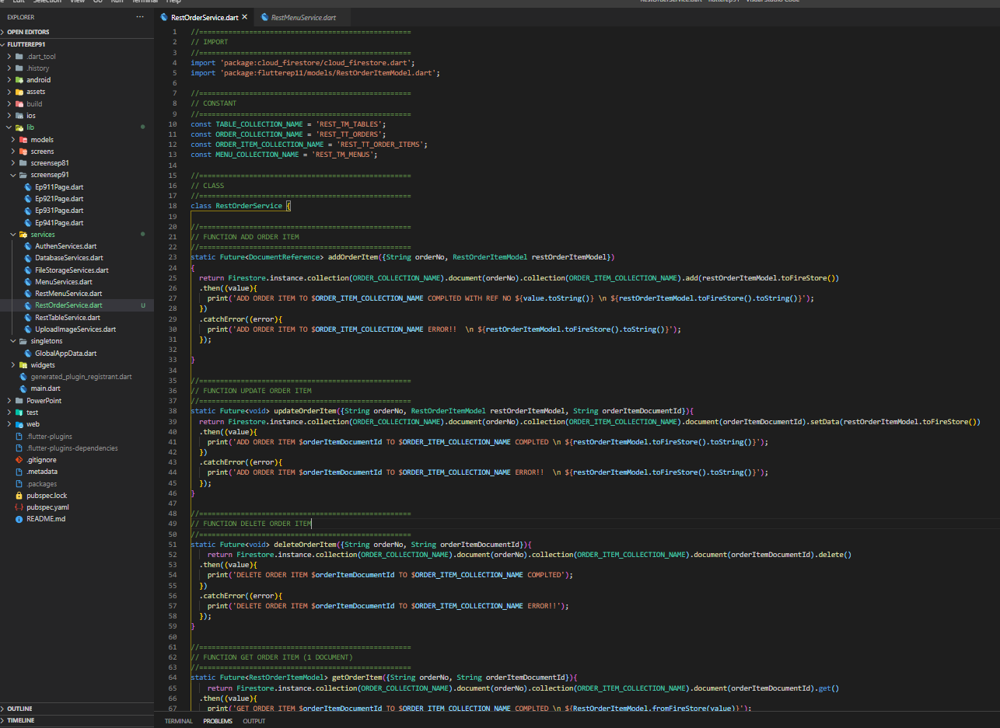 Edit Selection View Go Run Terminal Help
RestOrderService.dart - flutterep91 - Visual Studio Code
EXPLORER
OPEN EDITORS
FLUTTEREP91
.dart_tool
.history
android
assets
build
ios
lib
models
screens
screensep81
screensep91
Ep911Page.dart
Ep921Page.dart
Ep931Page.dart
Ep941Page.dart
services
AuthenServices.dart
DatabaseServices.dart
FileStorageServices.dart
MenuServices.dart
RestMenuService.dart
RestOrderService.dart U
RestTableService.dart
UploadImageServices.dart
singletons
GlobalAppData.dart
widgets
generated_plugin_registrant.dart
main.dart
PowerPoint
test
web
.flutter-plugins
.flutter-plugins-dependencies
.gitignore
.metadata
.packages
pubspec.lock
pubspec.yaml
README.md
OUTLINE
TIMELINE
RestOrderService.dart RestMenuService.dart
1 //===================================================
2 // IMPORT
3 //===================================================
4 import 'package:cloud_firestore/cloud_firestore.dart';
5 import 'package:flutterep11/models/RestOrderItemModel.dart';
6
7 //===================================================
8 // CONSTANT
9 //===================================================
10 const TABLE_COLLECTION_NAME = 'REST_TM_TABLES';
11 const ORDER_COLLECTION_NAME = 'REST_TT_ORDERS';
12 const ORDER_ITEM_COLLECTION_NAME = 'REST_TT_ORDER_ITEMS';
13 const MENU_COLLECTION_NAME = 'REST_TM_MENUS';
14
15 //===================================================
16 // CLASS
17 //===================================================
18 class RestOrderService {
19
20 //===================================================
21 // FUNCTION ADD ORDER ITEM
22 //===================================================
23 static Future<DocumentReference> addOrderItem({String orderNo, RestOrderItemModel restOrderItemModel})
24 {
25 return Firestore.instance.collection(ORDER_COLLECTION_NAME).document(orderNo).collection(ORDER_ITEM_COLLECTION_NAME).add(restOrderItemModel.toFireStore())
26 .then((value){
27 print('ADD ORDER ITEM TO $ORDER_ITEM_COLLECTION_NAME COMPLTED WITH REF NO ${value.toString()} \n ${restOrderItemModel.toFireStore().toString()}');
28 })
29 .catchError((error){
30 print('ADD ORDER ITEM TO $ORDER_ITEM_COLLECTION_NAME ERROR!! \n ${restOrderItemModel.toFireStore().toString()}');
31 });
32
33 }
34
35 //===================================================
36 // FUNCTION UPDATE ORDER ITEM
37 //===================================================
38 static Future<void> updateOrderItem({String orderNo, RestOrderItemModel restOrderItemModel, String orderItemDocumentId}){
39 return Firestore.instance.collection(ORDER_COLLECTION_NAME).document(orderNo).collection(ORDER_ITEM_COLLECTION_NAME).document(orderItemDocumentId).setData(restOrderItemModel.toFireStore())
40 .then((value){
41 print('ADD ORDER ITEM $orderItemDocumentId TO $ORDER_ITEM_COLLECTION_NAME COMPLTED \n ${restOrderItemModel.toFireStore().toString()}');
42 })
43 .catchError((error){
44 print('ADD ORDER ITEM $orderItemDocumentId TO $ORDER_ITEM_COLLECTION_NAME ERROR!! \n ${restOrderItemModel.toFireStore().toString()}');
45 });
46 }
47
48 //===================================================
49 // FUNCTION DELETE ORDER ITEM
50 //===================================================
51 static Future<void> deleteOrderItem({String orderNo, String orderItemDocumentId}){
52 return Firestore.instance.collection(ORDER_COLLECTION_NAME).document(orderNo).collection(ORDER_ITEM_COLLECTION_NAME).document(orderItemDocumentId).delete()
53 .then((value){
54 print('DELETE ORDER ITEM $orderItemDocumentId TO $ORDER_ITEM_COLLECTION_NAME COMPLTED');
55 })
56 .catchError((error){
57 print('DELETE ORDER ITEM $orderItemDocumentId TO $ORDER_ITEM_COLLECTION_NAME ERROR!!');
58 });
59 }
60
61 //===================================================
62 // FUNCTION GET ORDER ITEM (1 DOCUMENT)
63 //===================================================
64 static Future<RestOrderItemModel> getOrderItem({String orderNo, String orderItemDocumentId}){
65 return Firestore.instance.collection(ORDER_COLLECTION_NAME).document(orderNo).collection(ORDER_ITEM_COLLECTION_NAME).document(orderItemDocumentId).get()
66 .then((value){
67 print('GET ORDER ITEM $orderItemDocumentId TO $ORDER_ITEM_COLLECTION_NAME COMPLTED \n ${RestOrderItemModel.fromFireStore(value)}');
TERMINAL PROBLEMS OUTPUT